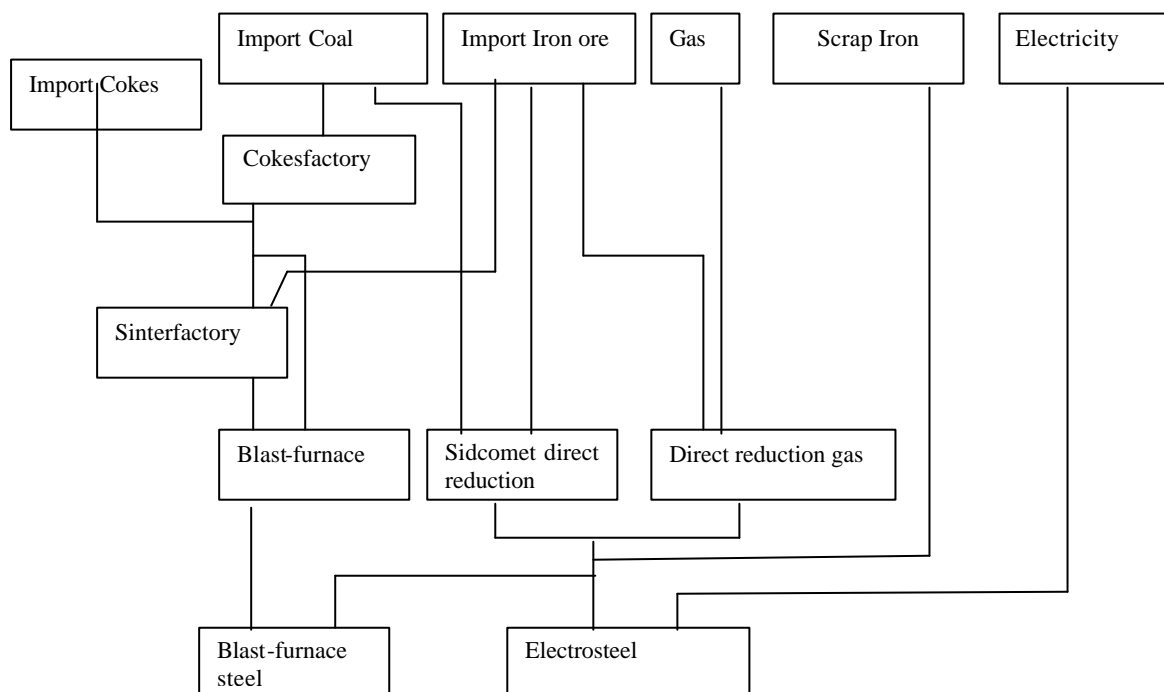 Import Coal
Import Iron ore
Gas
Scrap Iron
Electricity
Import Cokes
Cokesfactory
Sinterfactory
Blast-furnace
Sidcomet direct
reduction
Direct reduction gas
Blast-furnace
steel
Electrosteel